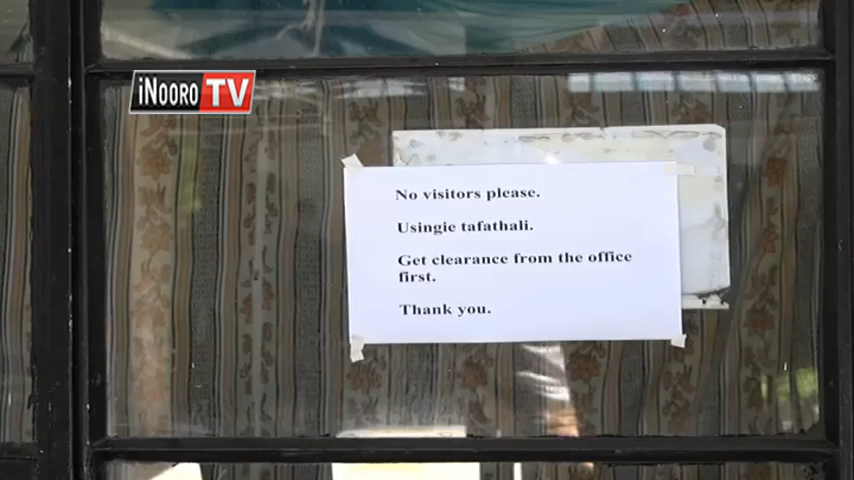 iNOORO TV
No visitors please.
Usingie tafathali.
Get clearance from the office
first.
Thank you.